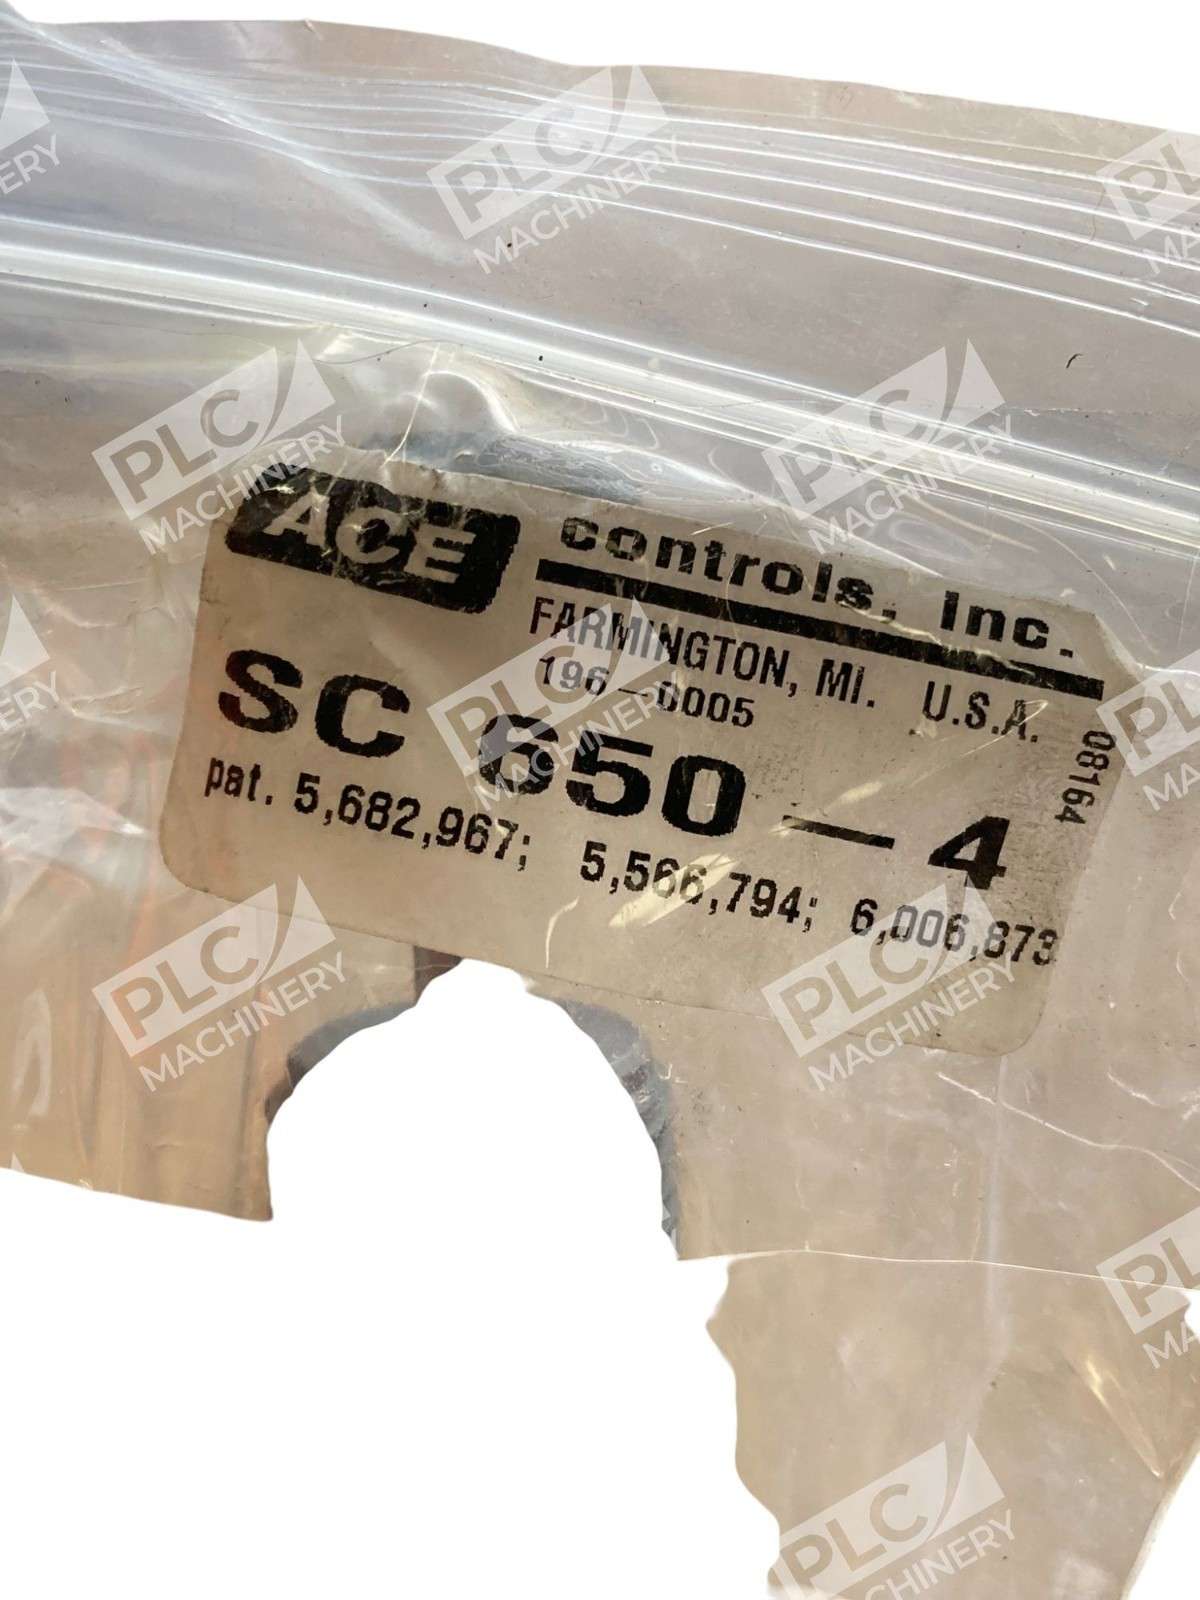 ACE controls, inc.
FARMINGTON, MI. U.S.A.
196-0005
SC 650-4
08164
pat. 5,682,967; 5,566,794; 6,006,873
PLC
MACHINERY